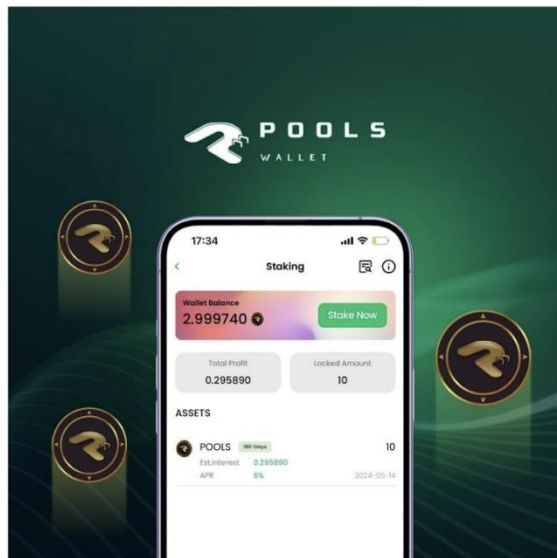 POOLS
WALLET
17:34
Staking
Wallet Balance
2.999740
Stake Now
Total Profit
0.295890
Locked Amount
10
ASSETS
POOLS 180-Days 10
Est.Interest 0.295890
APR 6% 2024-05-14